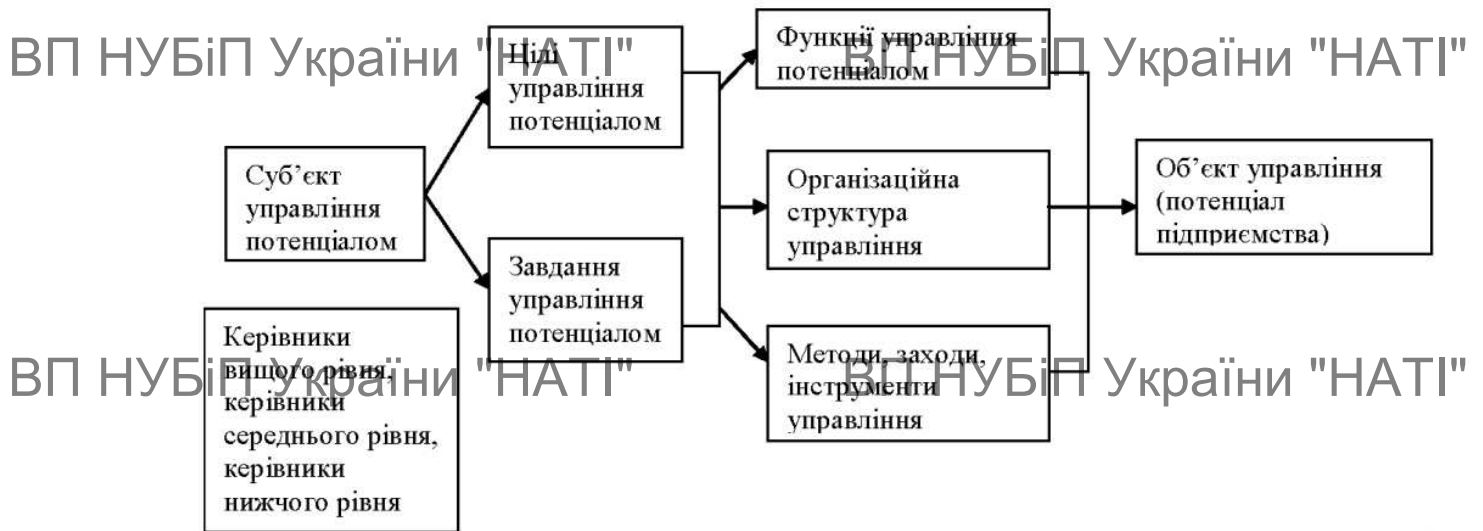 ВП НУБіП України "НАТІ"
ВП НУБіП України "НАТІ"
Суб’єкт
управління
потенціалом
Керівники
вищого рівня,
керівники
середнього рівня,
керівники
нижчого рівня
Цілі
управління
потенціалом
Завдання
управління
потенціалом
Функції управління
потенціалом
Організаційна
структура
управління
Методи, заходи,
інструменти
управління
Об’єкт управління
(потенціал
підприємства)
ВП НУБіП України "НАТІ"
ВП НУБіП України "НАТІ"